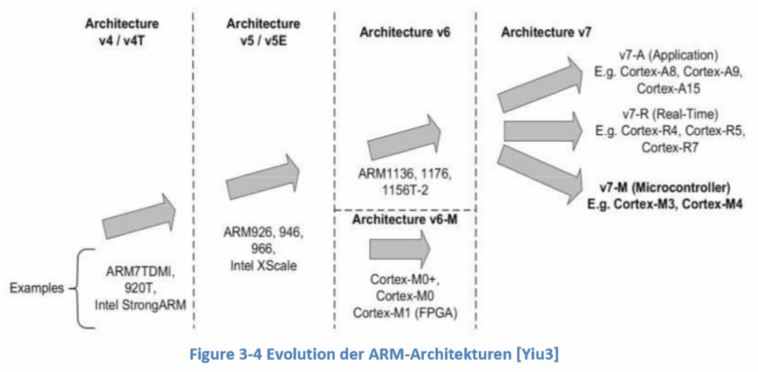 Architecture
v4 / v4T
Architecture
v5 / v5E
Architecture v6
Architecture v7
v7-A (Application)
E.g. Cortex-A8, Cortex-A9,
Cortex-A15
v7-R (Real-Time)
E.g. Cortex-R4, Cortex-R5,
Cortex-R7
v7-M (Microcontroller)
E.g. Cortex-M3, Cortex-M4
ARM1136, 1176,
1156T-2
Architecture v6-M
Cortex-M0+,
Cortex-M0
Cortex-M1 (FPGA)
ARM926, 946,
966,
Intel XScale
Examples
ARM7TDMI,
920T,
Intel StrongARM
Figure 3-4 Evolution der ARM-Architekturen [Yiu3]